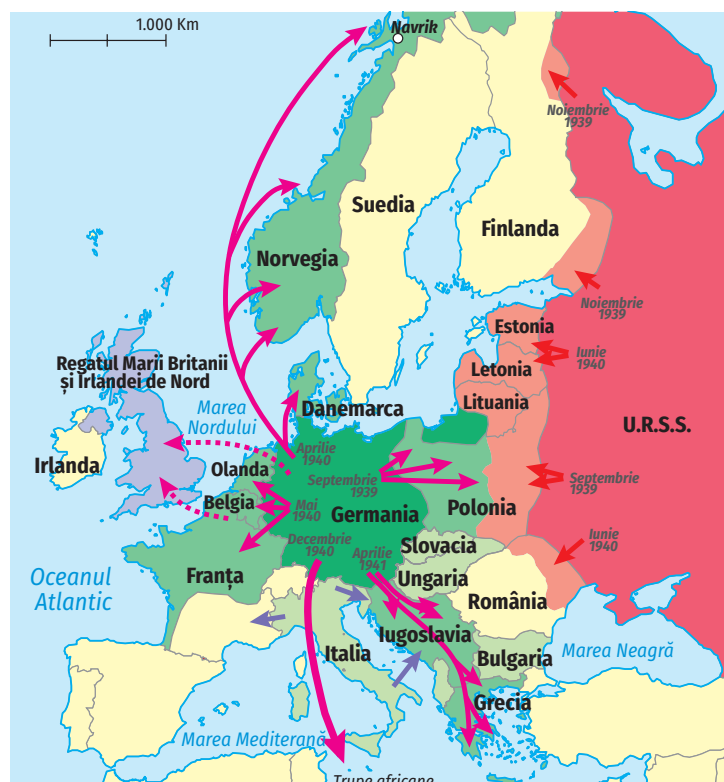 1.000 Km
Navrik
Noiembrie
1939
Suedia
Finlanda
Norvegia
Noiembrie
1939
Estonia
Iunie
1940
Letonia
Lituania
Regatul Marii Britanii
și Irlandei de Nord
Marea
Nordului
Danemarca
U.R.S.S.
Irlanda
Olanda
Aprilie
1940
Septembrie
1939
Septembrie
1939
Belgia
Mai
1940
Germania
Polonia
Decembrie
1940
Aprilie
1941
Slovacia
Iunie
1940
Oceanul
Atlantic
Franța
Ungaria
România
Iugoslavia
Italia
Bulgaria
Marea Neagră
Grecia
Marea Mediterană
Trupe africane